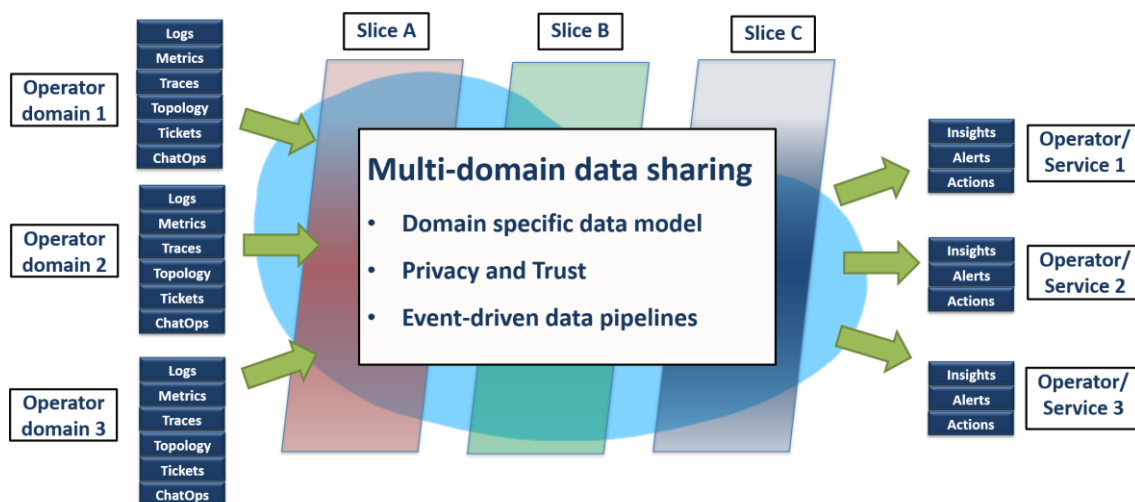 Operator
domain 1
Logs
Metrics
Traces
Topology
Tickets
ChatOps
Operator
domain 2
Logs
Metrics
Traces
Topology
Tickets
ChatOps
Operator
domain 3
Logs
Metrics
Traces
Topology
Tickets
ChatOps
Slice A
Slice B
Slice C
Multi-domain data sharing
• Domain specific data model
• Privacy and Trust
• Event-driven data pipelines
Insights
Alerts
Actions
Operator/
Service 1
Insights
Alerts
Actions
Operator/
Service 2
Insights
Alerts
Actions
Operator/
Service 3